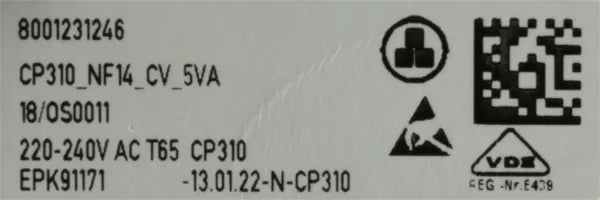 8001231246
CP310_NF14_CV_5VA
18/OS0011
220-240V AC T65 CP310
EPK91171 -13.01.22-N-CP310
VDE
REG.-Nr.E409